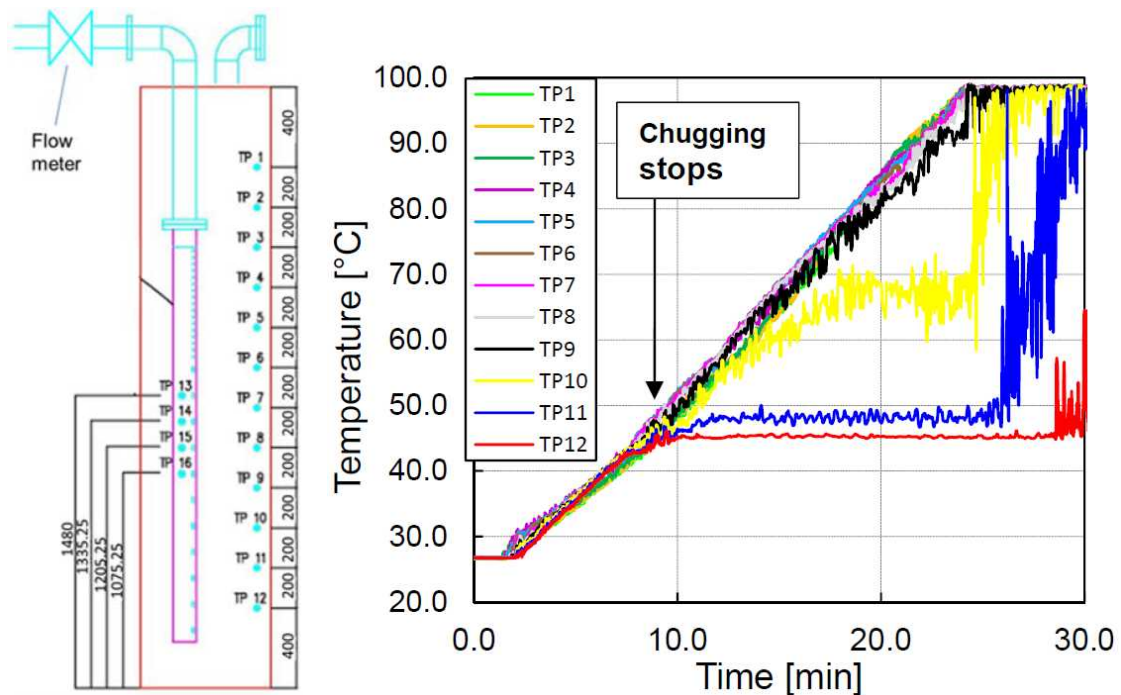 Flow
meter
400
TP 1
200
TP 2
200
TP 3
200
TP 4
200
TP 5
200
TP 6
200
TP 7
200
TP 8
200
TP 9
200
TP 10
200
TP 11
200
TP 12
400
TP 13
TP 14
TP 15
TP 16
1480
1335.25
1205.25
1075.25
Temperature [°C]
100.0
90.0
80.0
70.0
60.0
50.0
40.0
30.0
20.0
TP1
TP2
TP3
TP4
TP5
TP6
TP7
TP8
TP9
TP10
TP11
TP12
Chugging
stops
0.0 10.0 20.0 30.0
Time [min]